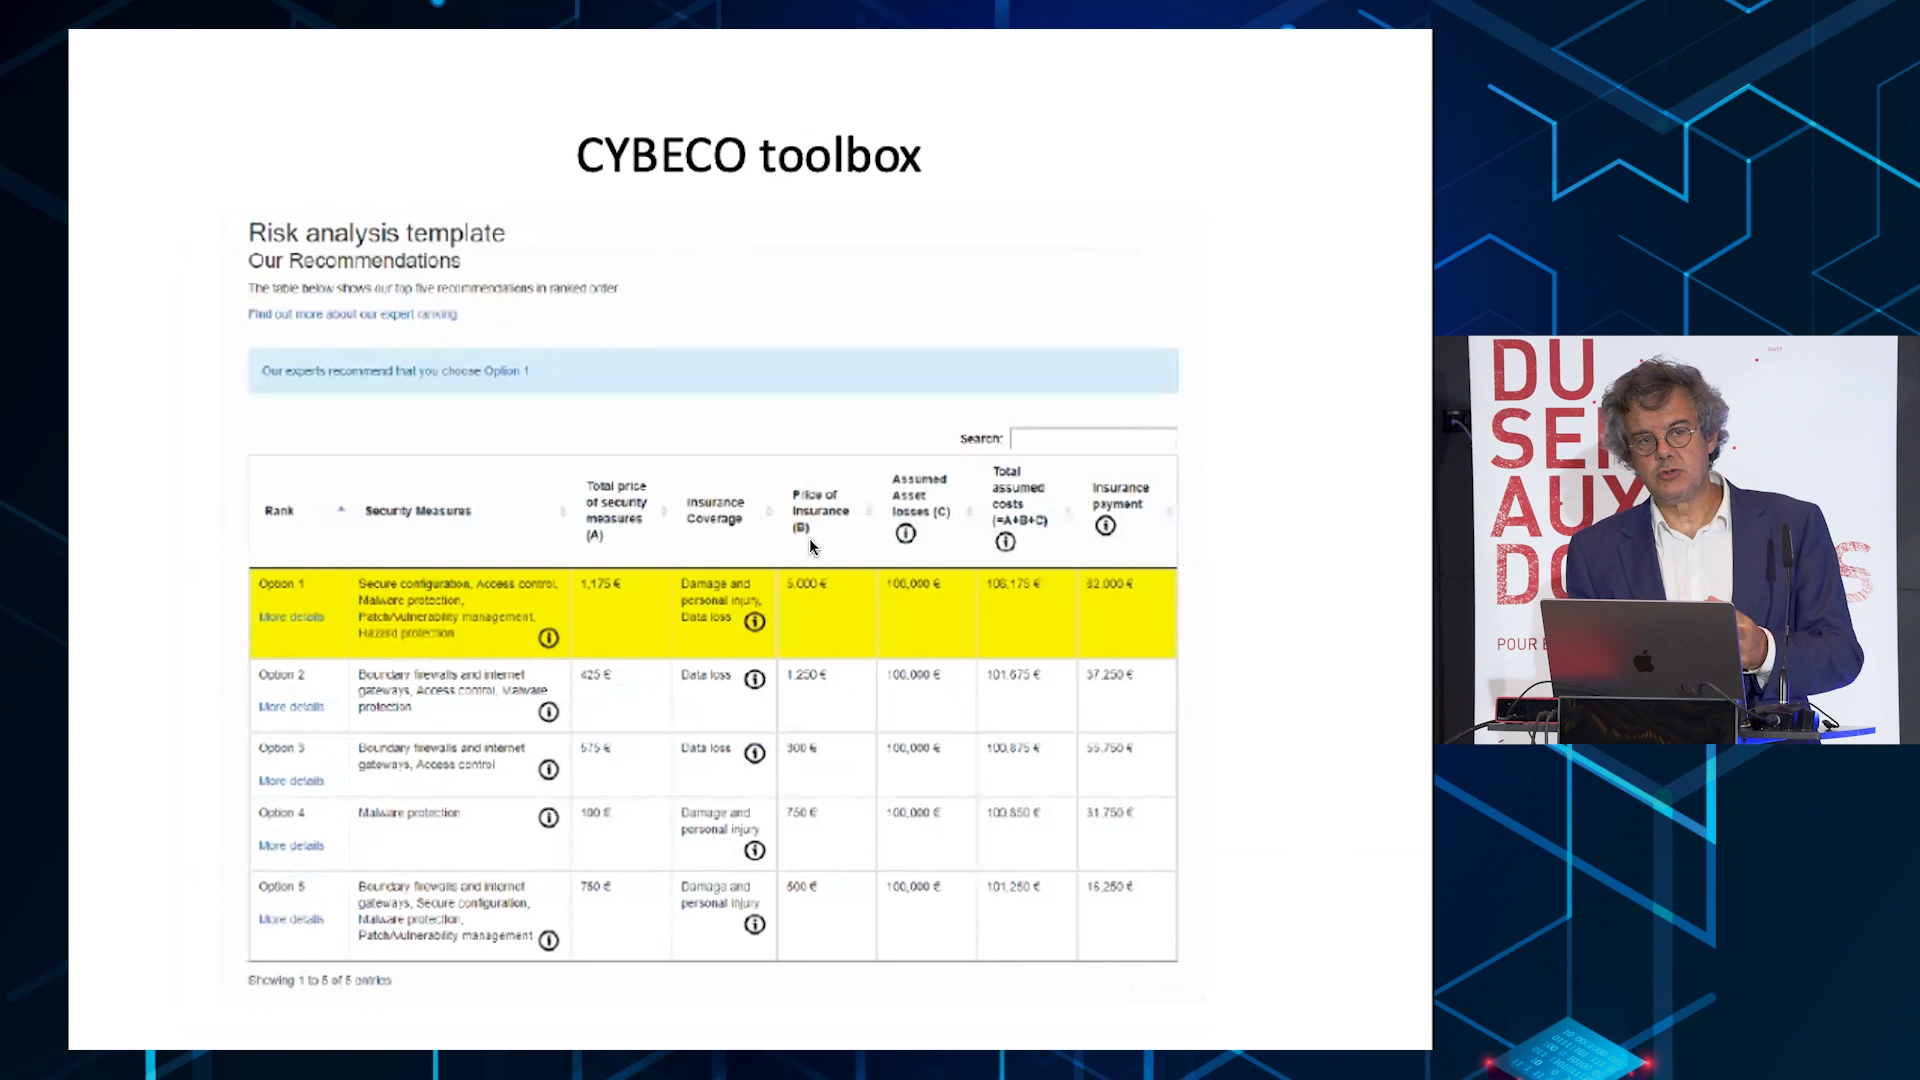 CYBECO toolbox
Risk analysis template
Our Recommendations
The table below shows our top five recommendations in ranked order
Find out more about our expert ranking
Our experts recommend that you choose Option 1
Search:
Rank
Security Measures
Total price
of security
measures
(A)
Insurance
Coverage
Price of
Insurance
(B)
Assumed
Asset
losses (C)
Total
assumed
costs
(=A+B+C)
Insurance
payment
Option 1
More details
Secure configuration, Access control,
Malware protection,
Patch/Vulnerability management,
Hazard protection
1,175 €
Damage and
personal injury,
Data loss
5,000 €
100,000 €
106,175 €
32,000 €
Option 2
More details
Boundary firewalls and internet
gateways, Access control, Malware
protection
425 €
Data loss
1,250 €
100,000 €
101,675 €
37,250 €
Option 3
More details
Boundary firewalls and internet
gateways, Access control
575 €
Data loss
300 €
100,000 €
100,875 €
55,750 €
Option 4
More details
Malware protection
100 €
Damage and
personal injury
750 €
100,000 €
100,850 €
31,750 €
Option 5
More details
Boundary firewalls and internet
gateways, Secure configuration,
Malware protection,
Patch/Vulnerability management
750 €
Damage and
personal injury
500 €
100,000 €
101,250 €
16,250 €
Showing 1 to 5 of 5 entries
DU
AUX
POUR